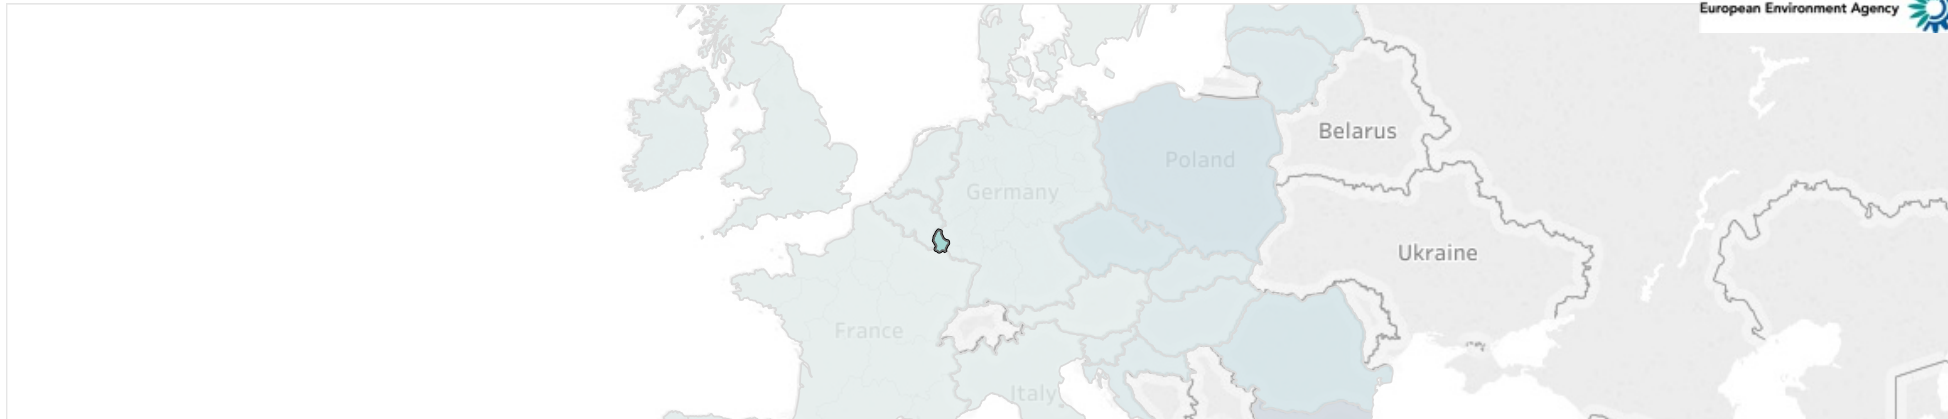 European Environment Agency
Belarus
Poland
Germany
Ukraine
France
Italy